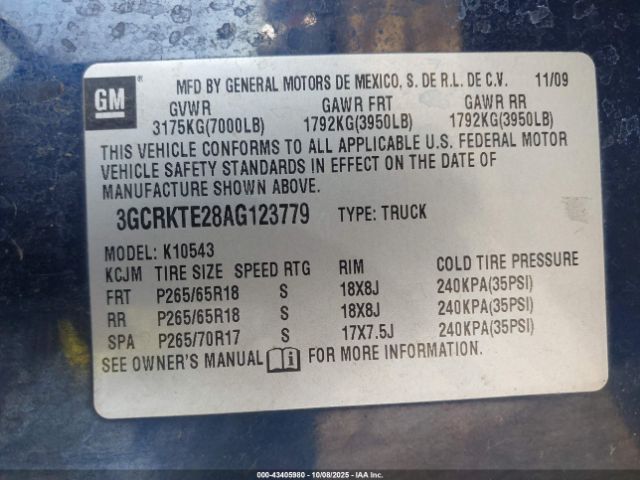 GM ® MFD BY GENERAL MOTORS DE MEXICO, S. DE R.L. DE C.V. 11/09
GVWR GAWR FRT GAWR RR
3175KG(7000LB) 1792KG(3950LB) 1792KG(3950LB)
THIS VEHICLE CONFORMS TO ALL APPLICABLE U.S. FEDERAL MOTOR
VEHICLE SAFETY STANDARDS IN EFFECT ON THE DATE OF
MANUFACTURE SHOWN ABOVE.
3GCRKTE28AG123779 TYPE: TRUCK
MODEL: K10543
KCJM TIRE SIZE SPEED RTG RIM COLD TIRE PRESSURE
FRT P265/65R18 S 18X8J 240KPA(35PSI)
RR P265/65R18 S 18X8J 240KPA(35PSI)
SPA P265/70R17 S 17X7.5J 240KPA(35PSI)
SEE OWNER'S MANUAL FOR MORE INFORMATION.
000-43405980 - 10/08/2025 - IAA Inc.